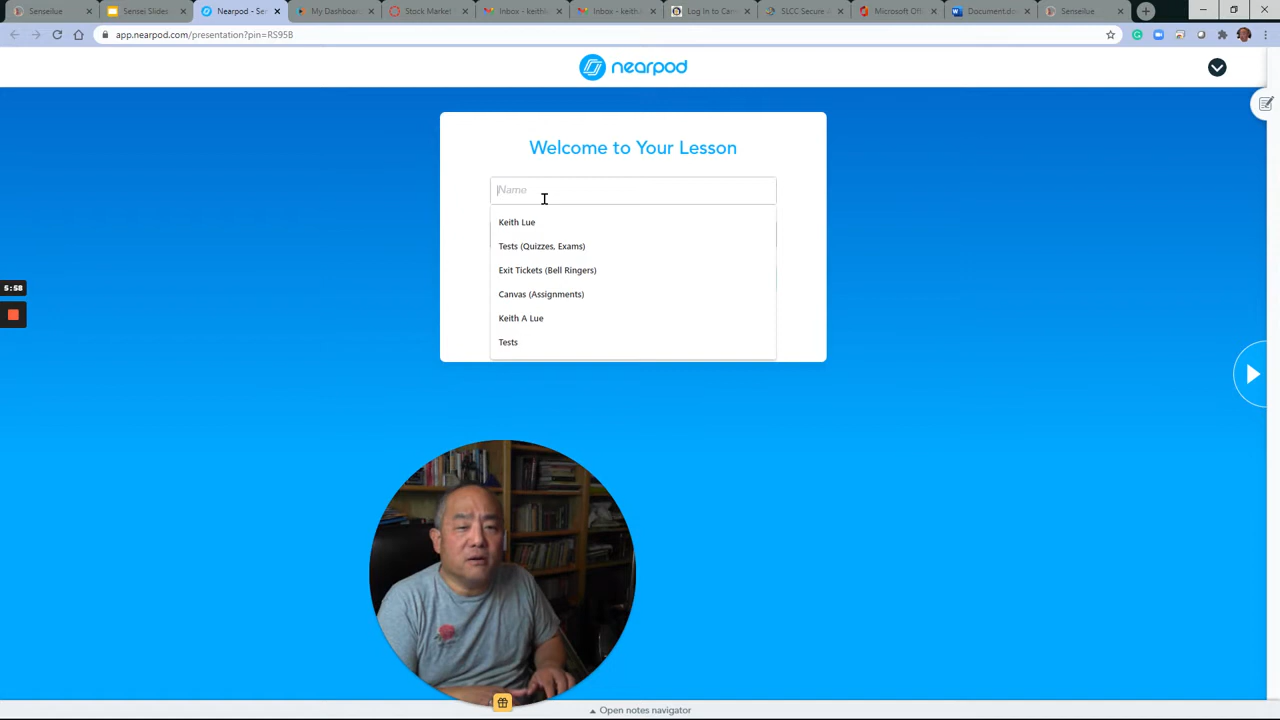 Senseilue
Sensei Slides
Nearpod - Se
My Dashboar
Stock Market
Inbox - keithl
Inbox - keith.
Log In to Can
SLCC Secure A
Microsoft Off
Document.do
Senseilue
app.nearpod.com/presentation?pin=RS95B
nearpod
Welcome to Your Lesson
Name
Keith Lue
Tests (Quizzes, Exams)
Exit Tickets (Bell Ringers)
Canvas (Assignments)
Keith A Lue
Tests
5:58
Open notes navigator